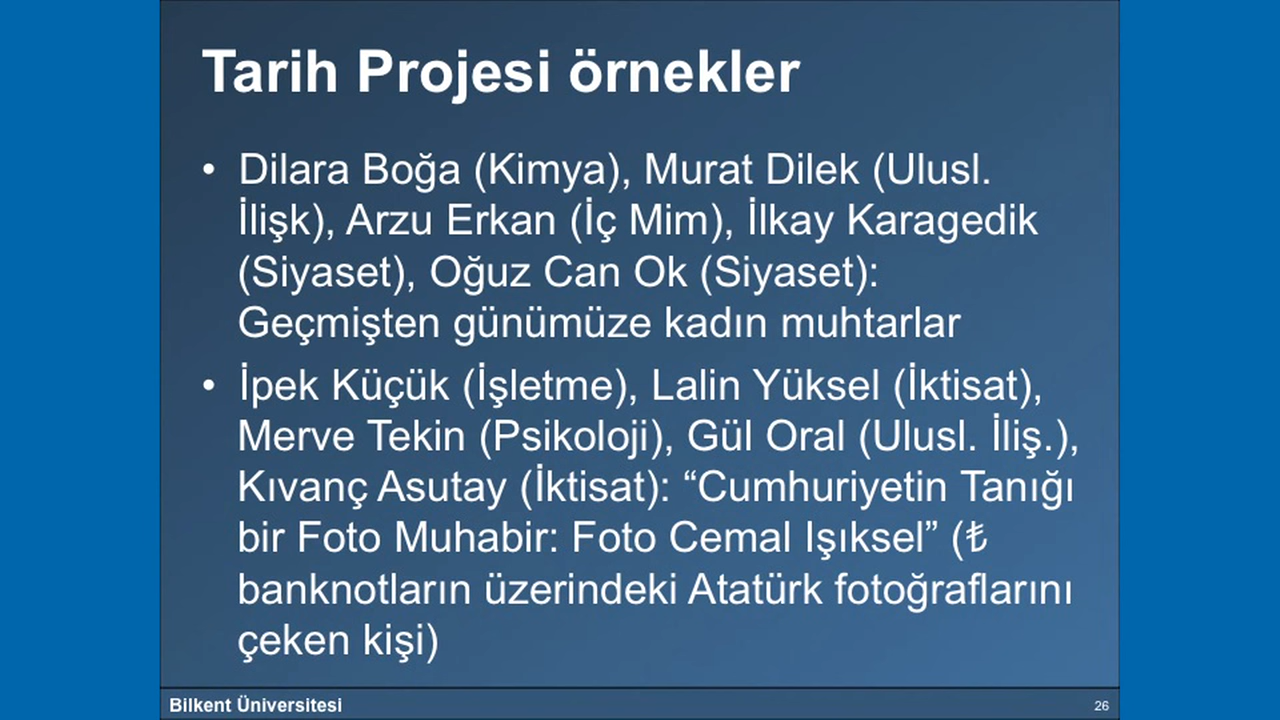 Tarih Projesi örnekler
• Dilara Boğa (Kimya), Murat Dilek (Ulusl.
İlişk), Arzu Erkan (İç Mim), İlkay Karagedik
(Siyaset), Oğuz Can Ok (Siyaset):
Geçmişten günümüze kadın muhtarlar
• İpek Küçük (İşletme), Lalin Yüksel (İktisat),
Merve Tekin (Psikoloji), Gül Oral (Ulusl. İliş.),
Kıvanç Asutay (İktisat): “Cumhuriyetin Tanığı
bir Foto Muhabir: Foto Cemal Işıksel” (₺
banknotların üzerindeki Atatürk fotoğraflarını
çeken kişi)
Bilkent Üniversitesi
26